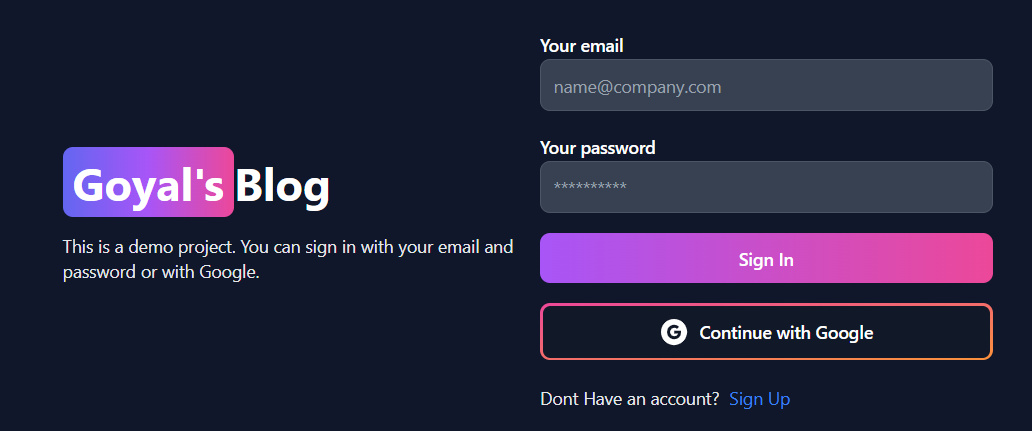 Goyal's Blog
This is a demo project. You can sign in with your email and
password or with Google.
Your email
name@company.com
Your password
**********
Sign In
G Continue with Google
Dont Have an account? Sign Up